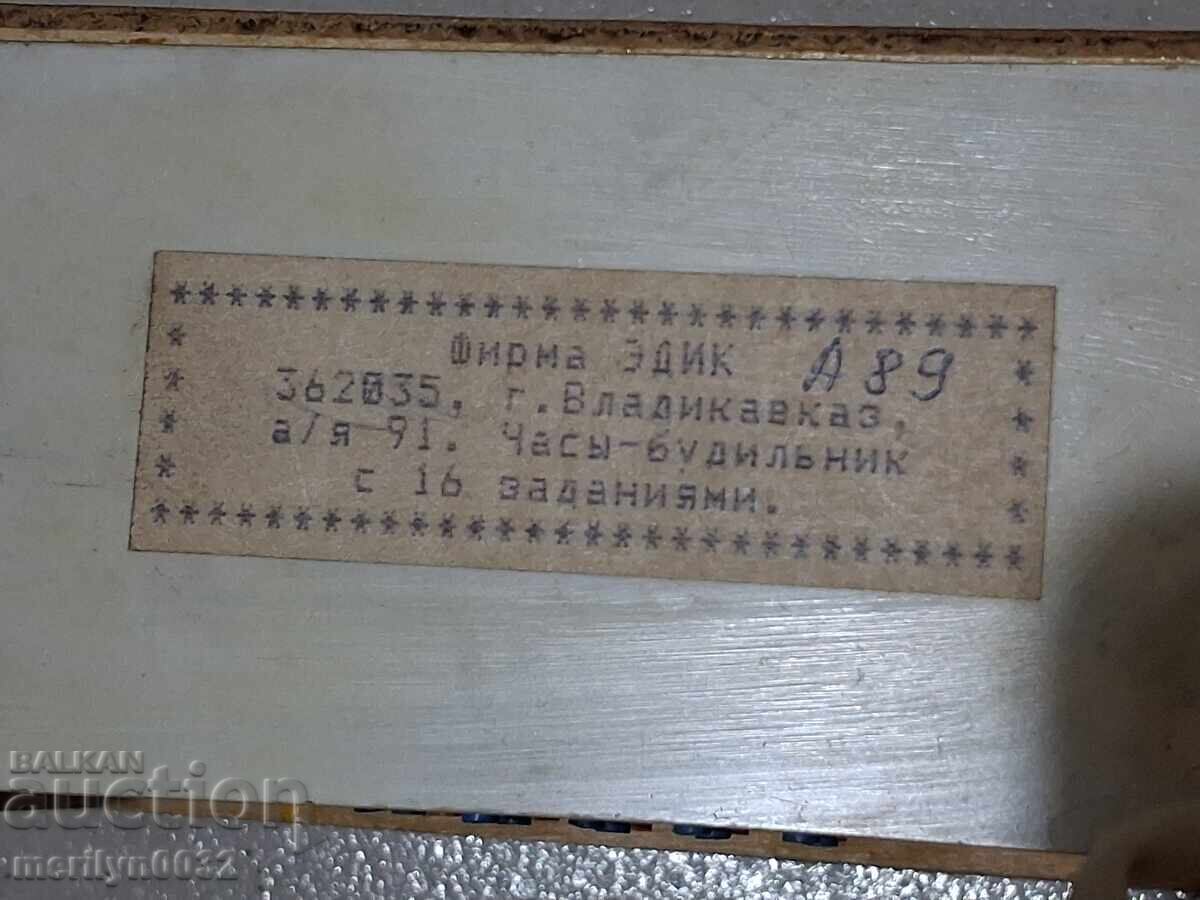 * * * * * * * * * * * * * * * * * * * * * * * * * * * * * *
* Фирма ЭДИК А89 *
* 362035, г.Владикавказ, *
* а/я 91. Часы-будильник *
* с 16 заданиями. *
* * * * * * * * * * * * * * * * * * * * * * * * * * * * * *
BALKAN
auction
merilyn0032